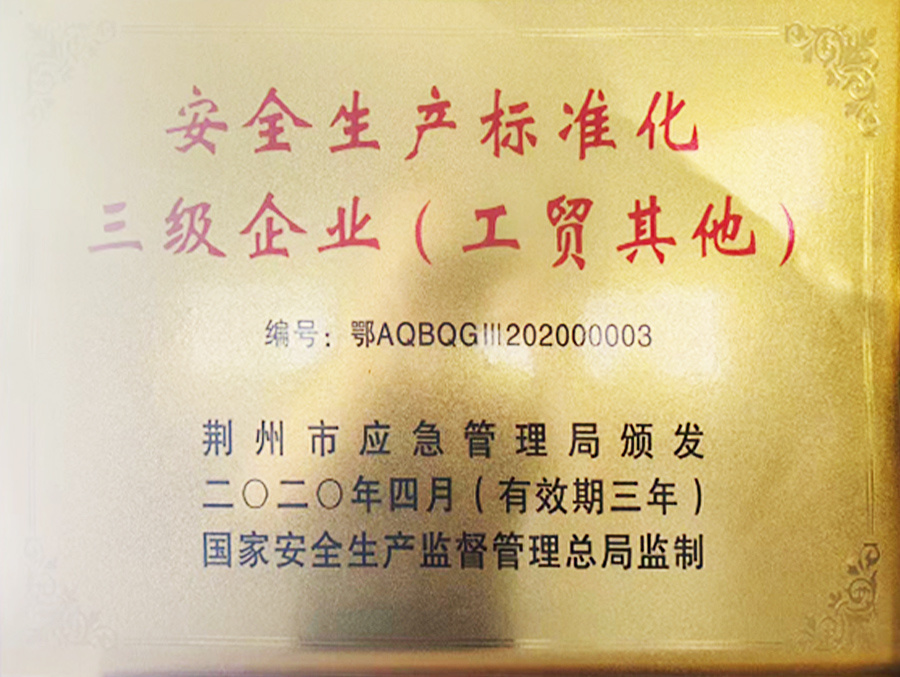 安全生产标准化
三级企业（工贸其他）
编号：鄂AQBQGⅢ202000003
荆州市应急管理局颁发
二〇二〇年四月（有效期三年）
国家安全生产监督管理总局监制